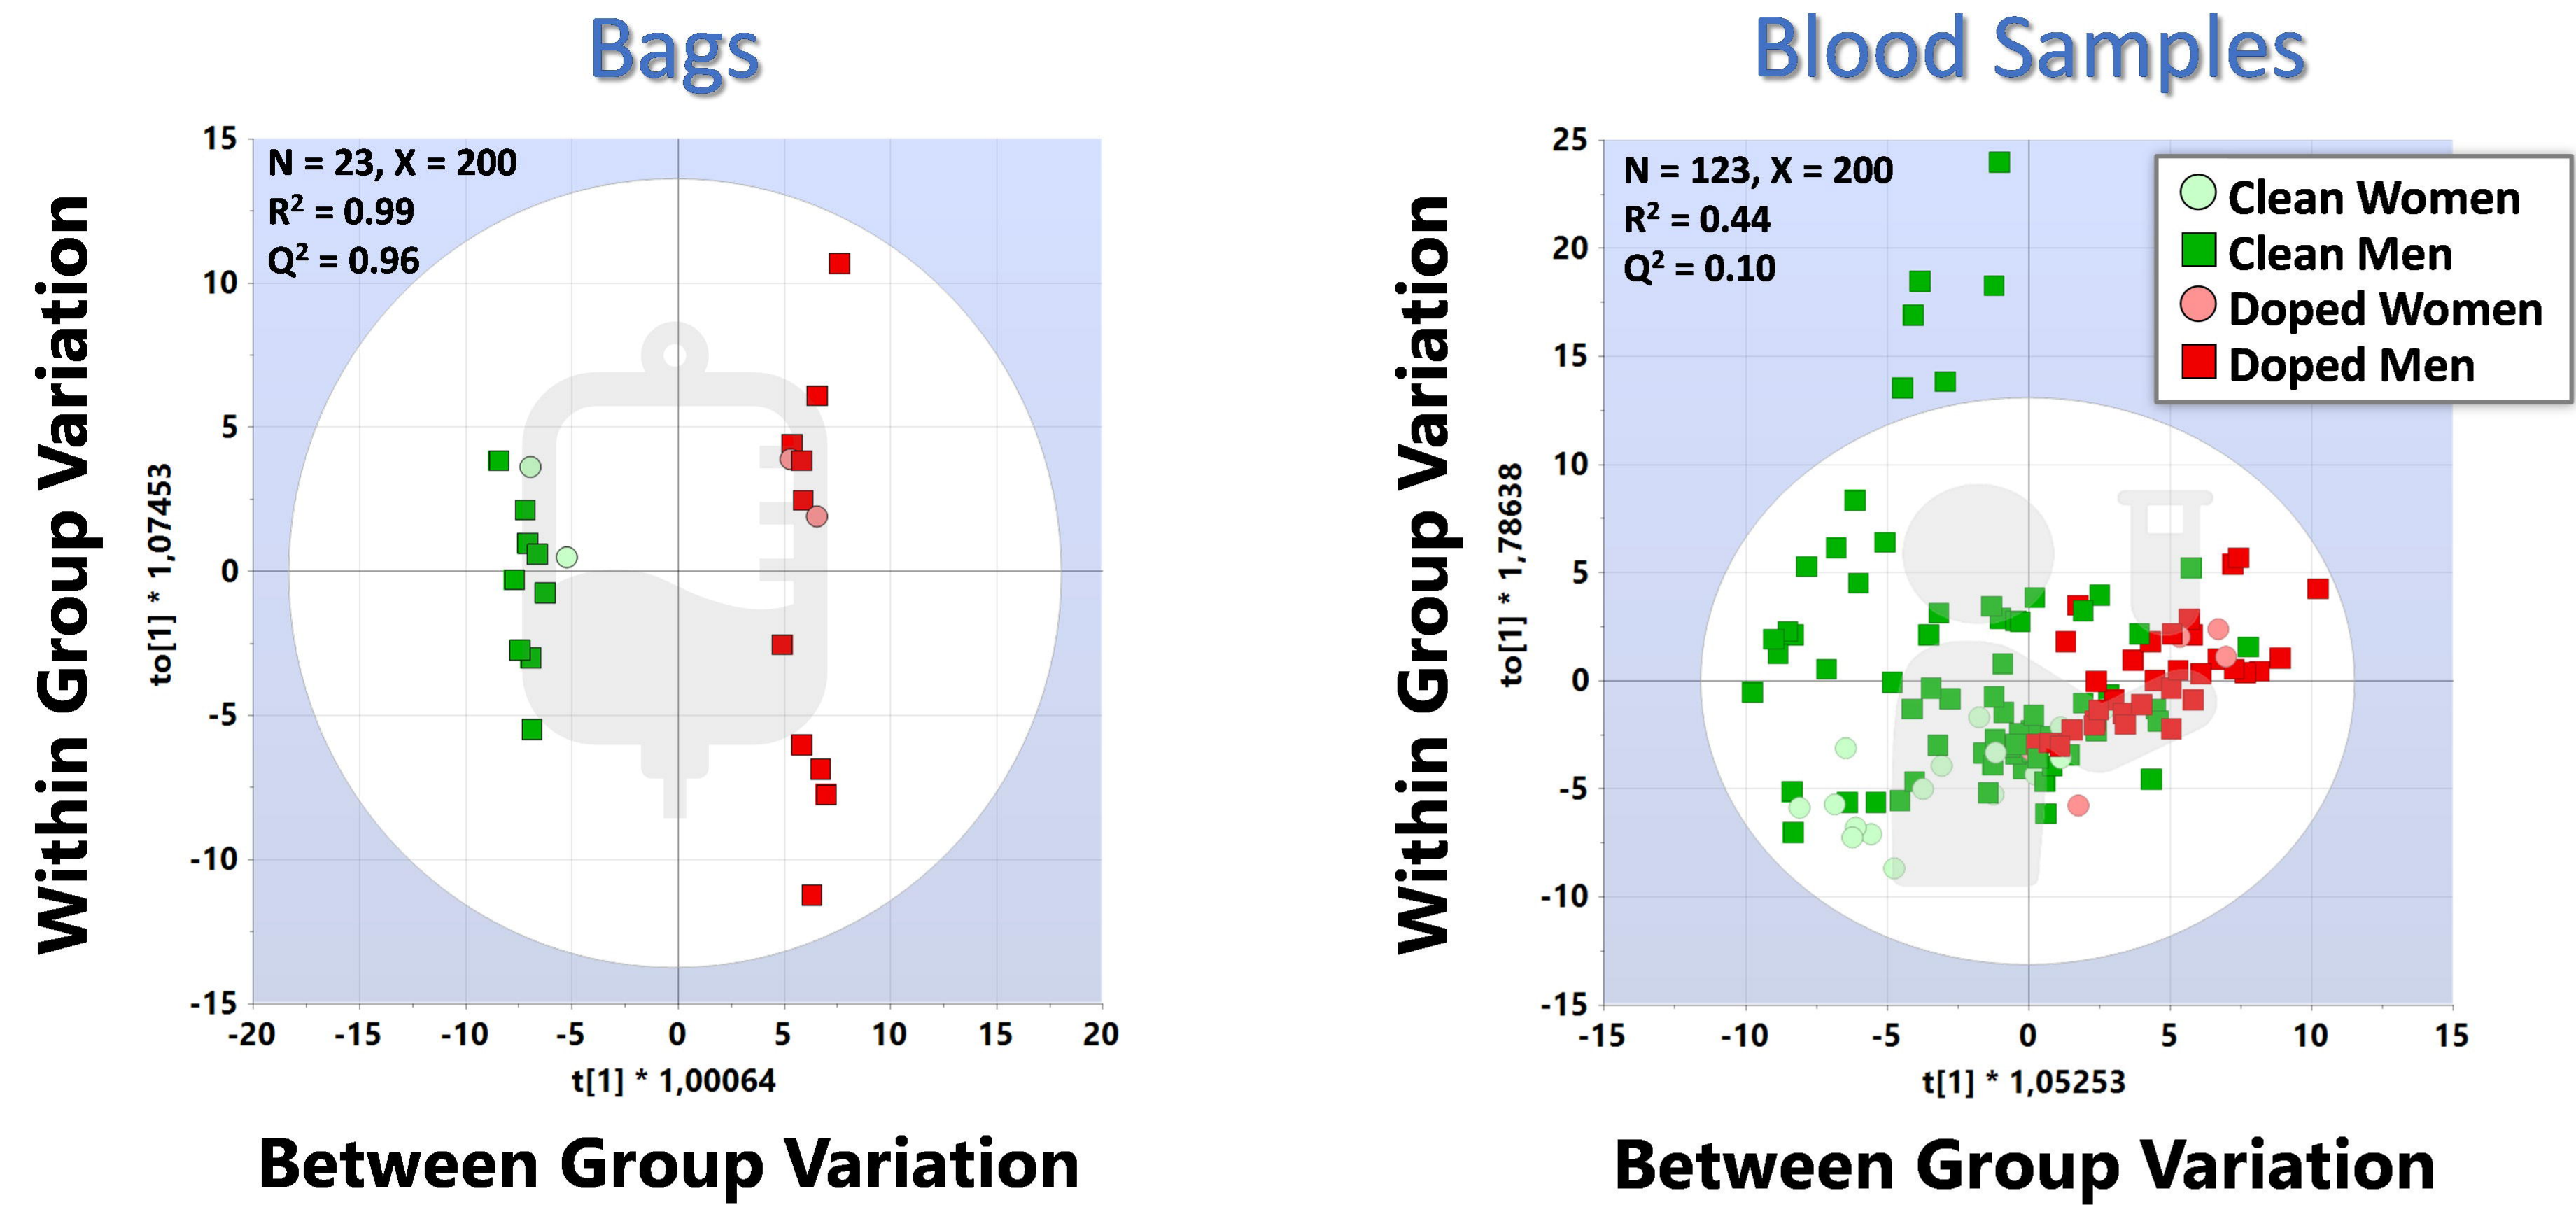 Bags
Within Group Variation
to[1] * 1,07453
15
10
5
0
-5
-10
-15
N = 23, X = 200
R² = 0.99
Q² = 0.96
-20 -15 -10 -5 0 5 10 15 20
t[1] * 1,00064
Between Group Variation
Blood Samples
Within Group Variation
to[1] * 1,78638
25
20
15
10
5
0
-5
-10
-15
N = 123, X = 200
R² = 0.44
Q² = 0.10
Clean Women
Clean Men
Doped Women
Doped Men
-15 -10 -5 0 5 10 15
t[1] * 1,05253
Between Group Variation